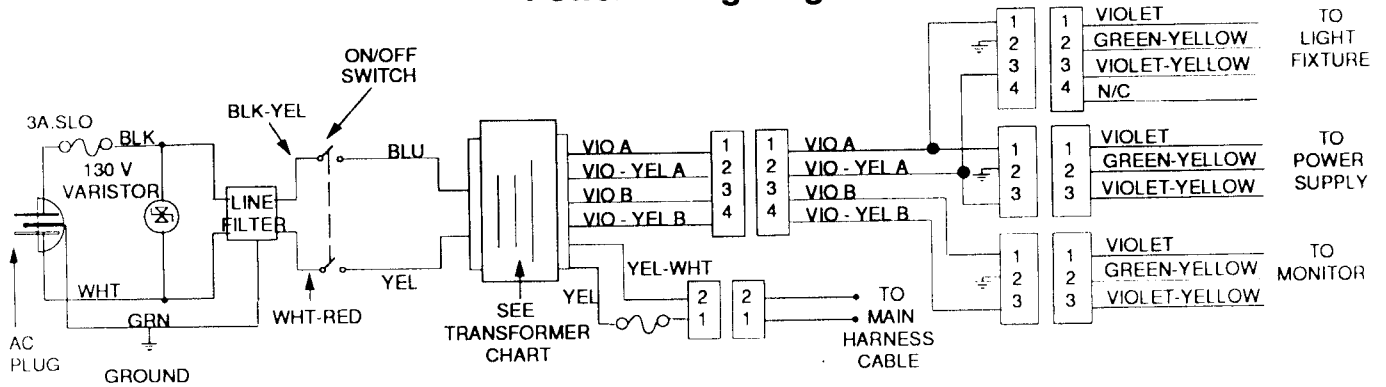 ON/OFF
SWITCH
BLK-YEL
3A.SLO
BLK
130 V
VARISTOR
LINE
FILTER
BLU
YEL
WHT
GRN
WHT-RED
AC
PLUG
GROUND
SEE
TRANSFORMER
CHART
VIO A
VIO - YEL A
VIO B
VIO - YEL B
YEL-WHT
YEL
1
2
3
4
1
2
3
4
VIO A
VIO - YEL A
VIO B
VIO - YEL B
2
1
2
1
TO
MAIN
HARNESS
CABLE
1
2
3
4
1
2
3
4
VIOLET
GREEN-YELLOW
VIOLET-YELLOW
N/C
TO
LIGHT
FIXTURE
1
2
3
1
2
3
VIOLET
GREEN-YELLOW
VIOLET-YELLOW
TO
POWER
SUPPLY
1
2
3
1
2
3
VIOLET
GREEN-YELLOW
VIOLET-YELLOW
TO
MONITOR